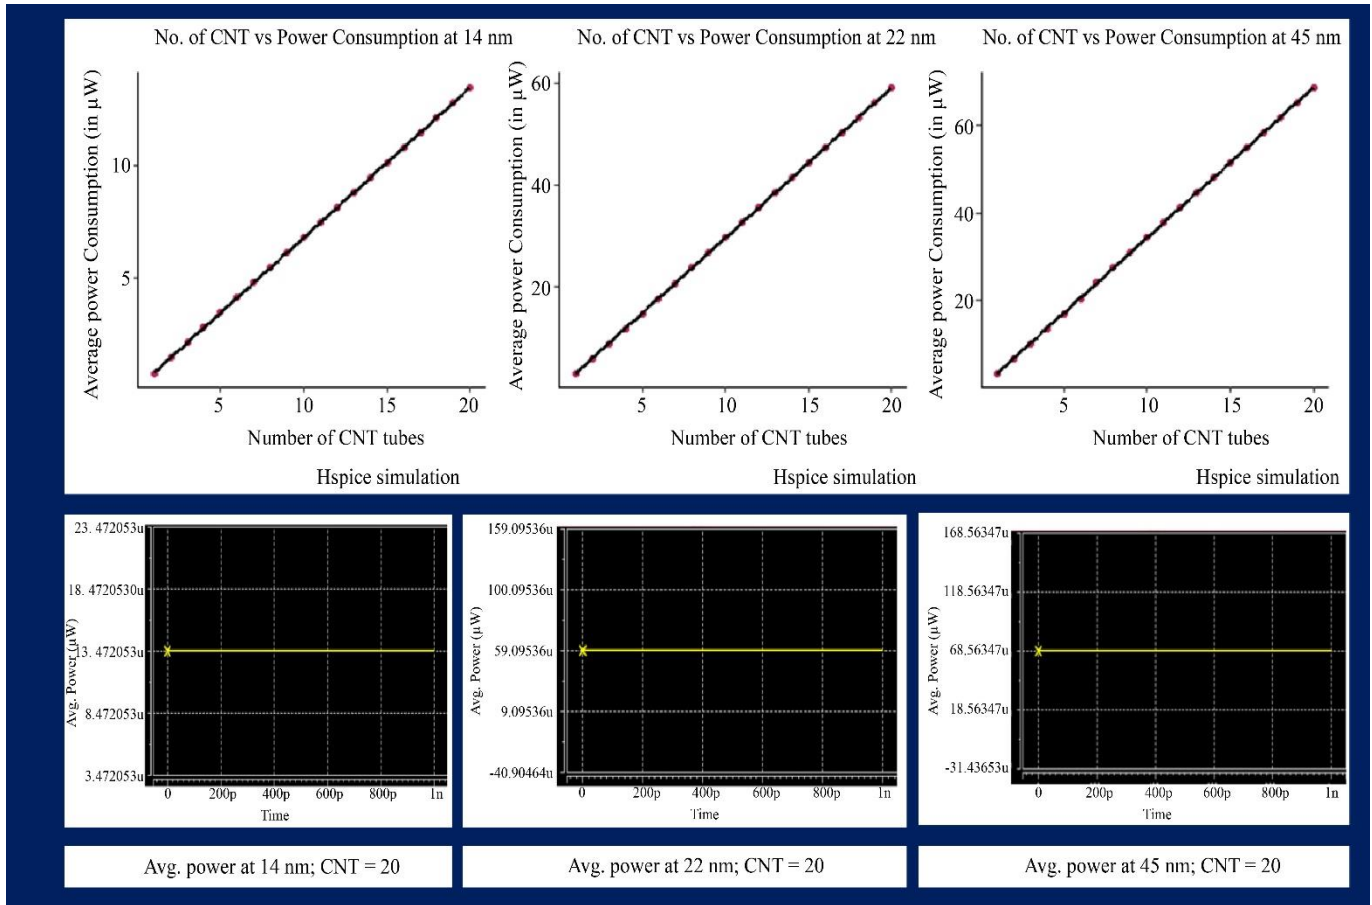 No. of CNT vs Power Consumption at 14 nm
Average power Consumption (in µW)
10
5
5
10
15
20
Number of CNT tubes
Hspice simulation
No. of CNT vs Power Consumption at 22 nm
Average power Consumption (in µW)
60
40
20
5
10
15
20
Number of CNT tubes
Hspice simulation
No. of CNT vs Power Consumption at 45 nm
Average power Consumption (in µW)
60
40
20
5
10
15
20
Number of CNT tubes
Hspice simulation
Avg. Power (µW)
23.472053u
18.4720530u
13.472053u
8.472053u
3.472053u
0
200p
400p
600p
800p
1n
Time
Avg. Power (µW)
159.09536u
100.09536u
59.09536u
9.09536u
-40.90464u
0
200p
400p
600p
800p
1n
Time
Avg. Power (µW)
168.56347u
118.56347u
68.56347u
18.56347u
-31.43653u
0
200p
400p
600p
800p
1n
Time
Avg. power at 14 nm; CNT = 20
Avg. power at 22 nm; CNT = 20
Avg. power at 45 nm; CNT = 20